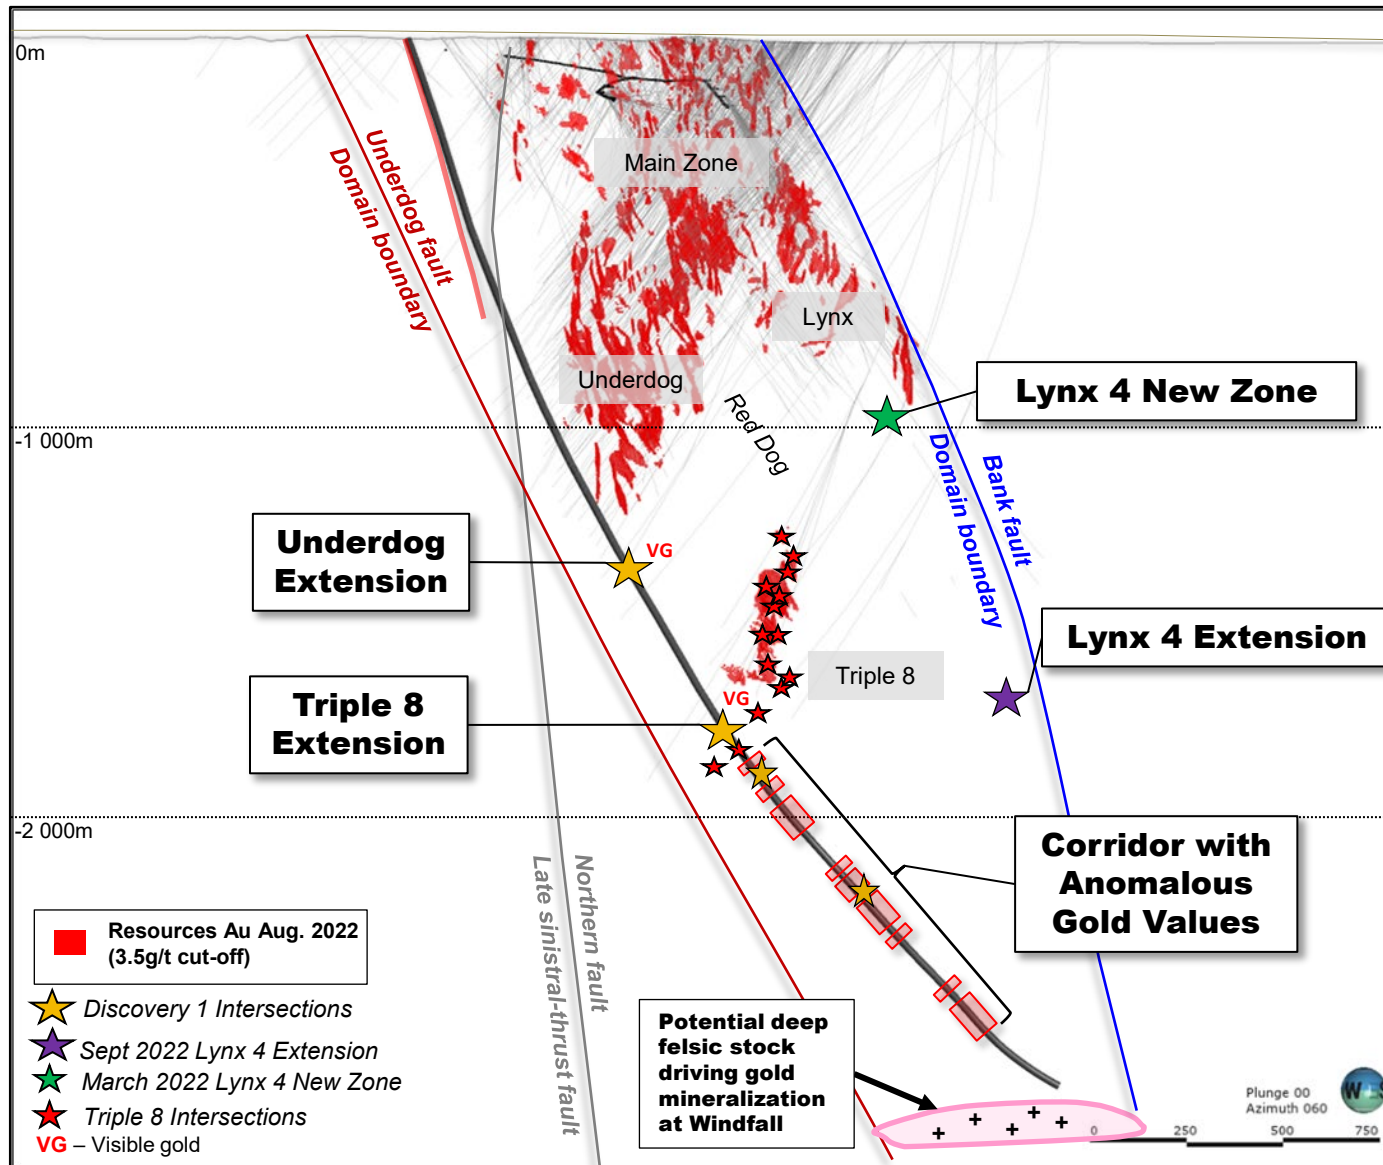 0m
Main Zone
Underdog fault
Domain boundary
Lynx
Underdog
Red Dog
Lynx 4 New Zone
-1 000m
Bank fault
Domain boundary
Underdog
Extension
VG
Lynx 4 Extension
Triple 8
Triple 8
Extension
VG
-2 000m
Corridor with
Anomalous
Gold Values
Northern fault
Late sinistral-thrust fault
Resources Au Aug. 2022
(3.5g/t cut-off)
Discovery 1 Intersections
Sept 2022 Lynx 4 Extension
March 2022 Lynx 4 New Zone
Triple 8 Intersections
VG – Visible gold
Potential deep
felsic stock
driving gold
mineralization
at Windfall
Plunge 00
Azimuth 060
W E S
0 250 500 750